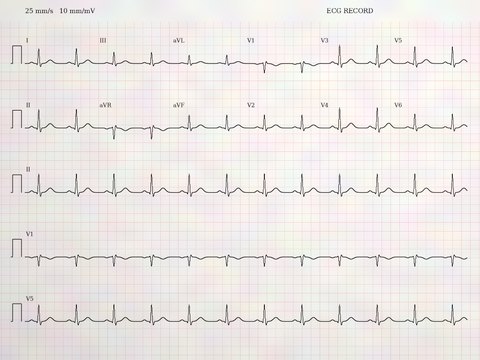 25 mm/s 10 mm/mV ECG RECORD
I III aVL V1 V3 V5
II aVR aVF V2 V4 V6
II
V1
V5